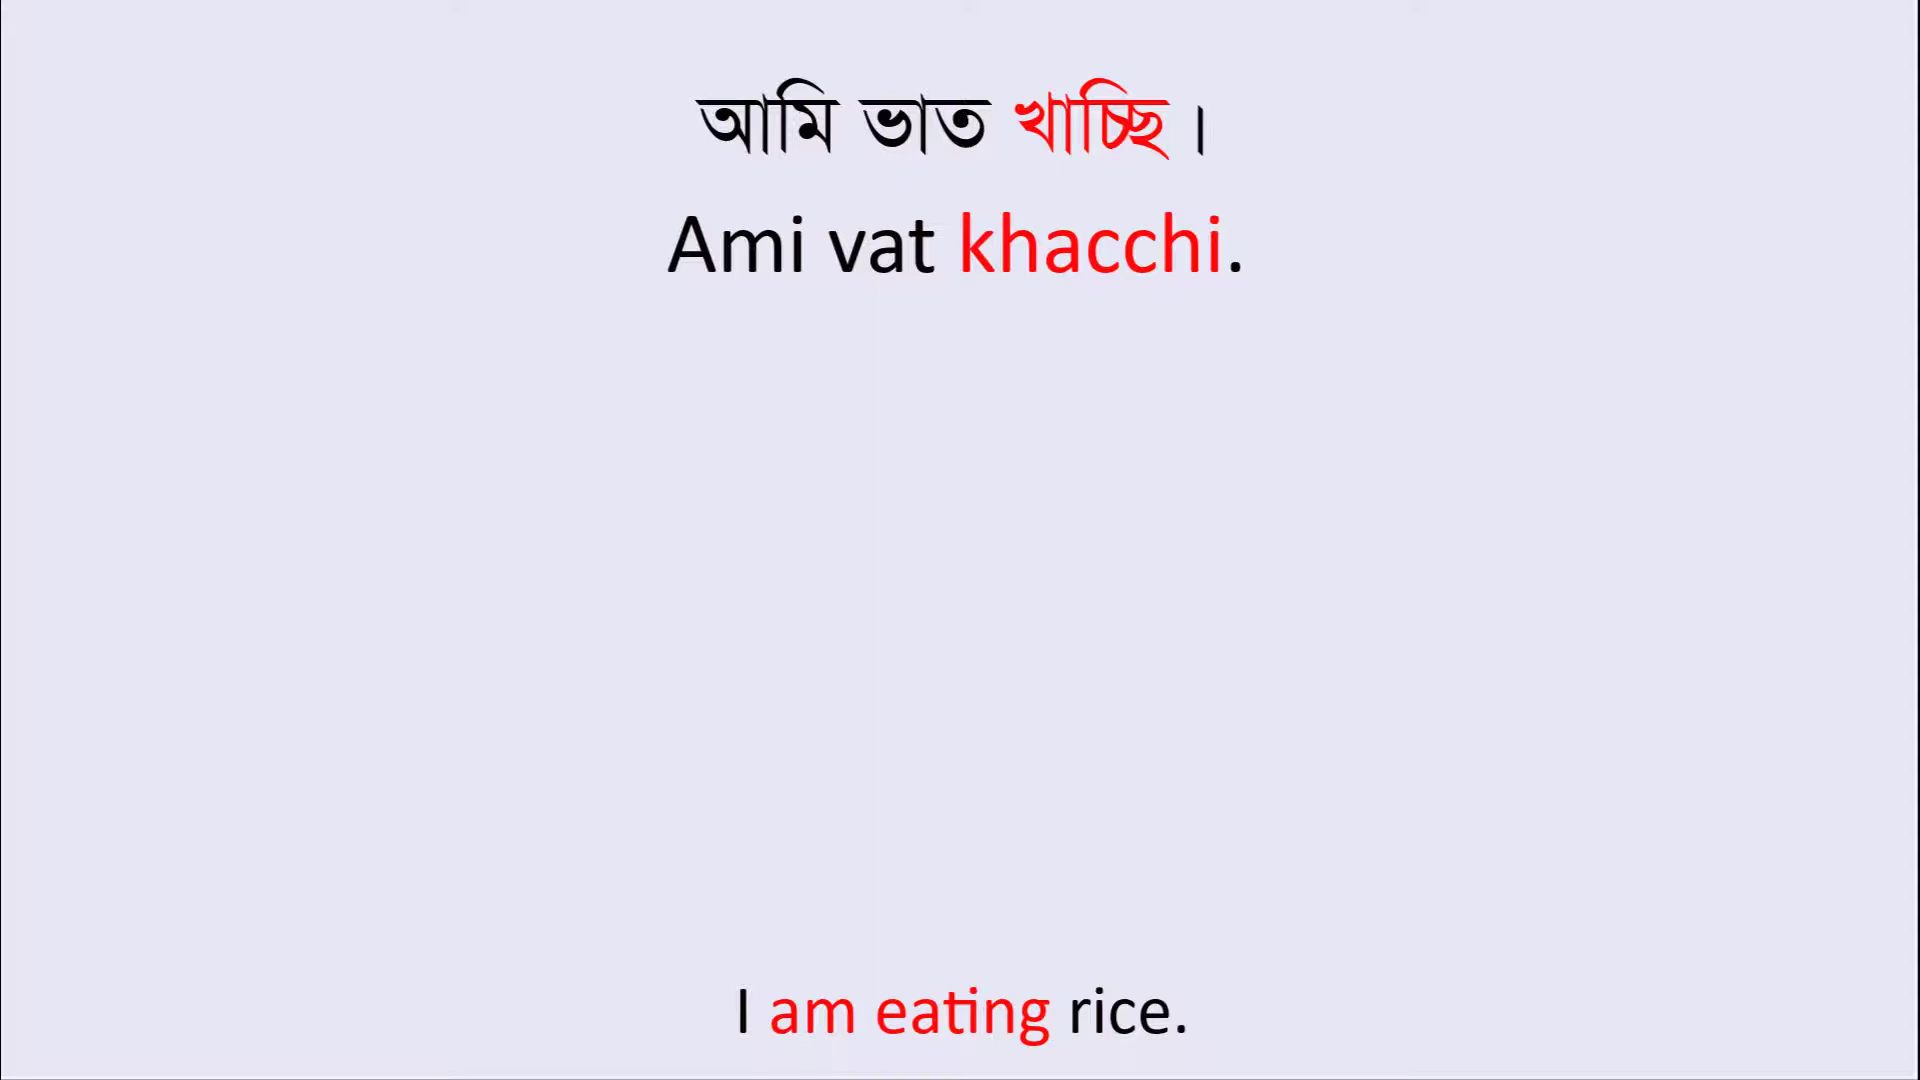 আমি ভাত খাচ্ছি।
Ami vat khacchi.
I am eating rice.